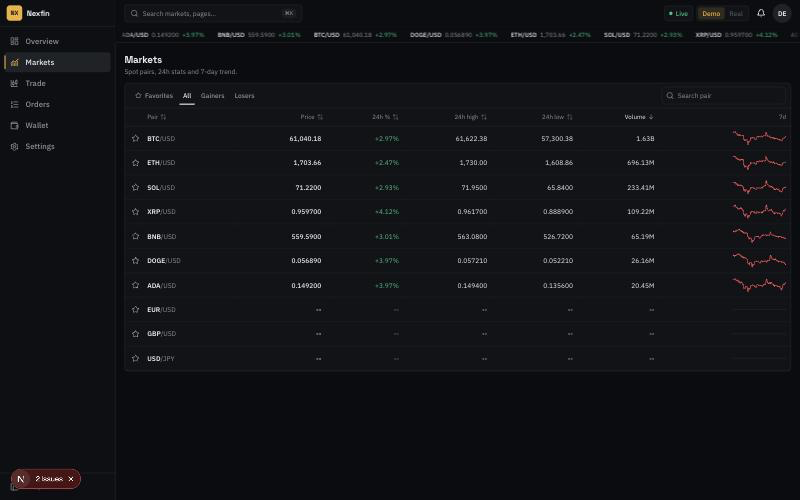 NX Nexfin
Search markets, pages... ⌘K
Live
Demo Real
DE
ADA/USD 0.149200 +3.97% BNB/USD 559.5900 +3.01% BTC/USD 61,040.18 +2.97% DOGE/USD 0.056890 +3.97% ETH/USD 1,703.66 +2.47% SOL/USD 71.2200 +2.93% XRP/USD 0.959700 +4.12%
Overview
Markets
Trade
Orders
Wallet
Settings
Markets
Spot pairs, 24h stats and 7-day trend.
Favorites All Gainers Losers Search pair
Pair Price 24h % 24h high 24h low Volume 7d
BTC/USD 61,040.18 +2.97% 61,622.38 57,300.38 1.63B
ETH/USD 1,703.66 +2.47% 1,730.00 1,608.86 696.13M
SOL/USD 71.2200 +2.93% 71.9500 65.8400 233.41M
XRP/USD 0.959700 +4.12% 0.961700 0.888900 109.22M
BNB/USD 559.5900 +3.01% 563.0800 526.7200 65.19M
DOGE/USD 0.056890 +3.97% 0.057210 0.052210 26.16M
ADA/USD 0.149200 +3.97% 0.149400 0.135600 20.45M
EUR/USD -- -- -- -- --
GBP/USD -- -- -- -- --
USD/JPY -- -- -- -- --
N 2 Issues ×